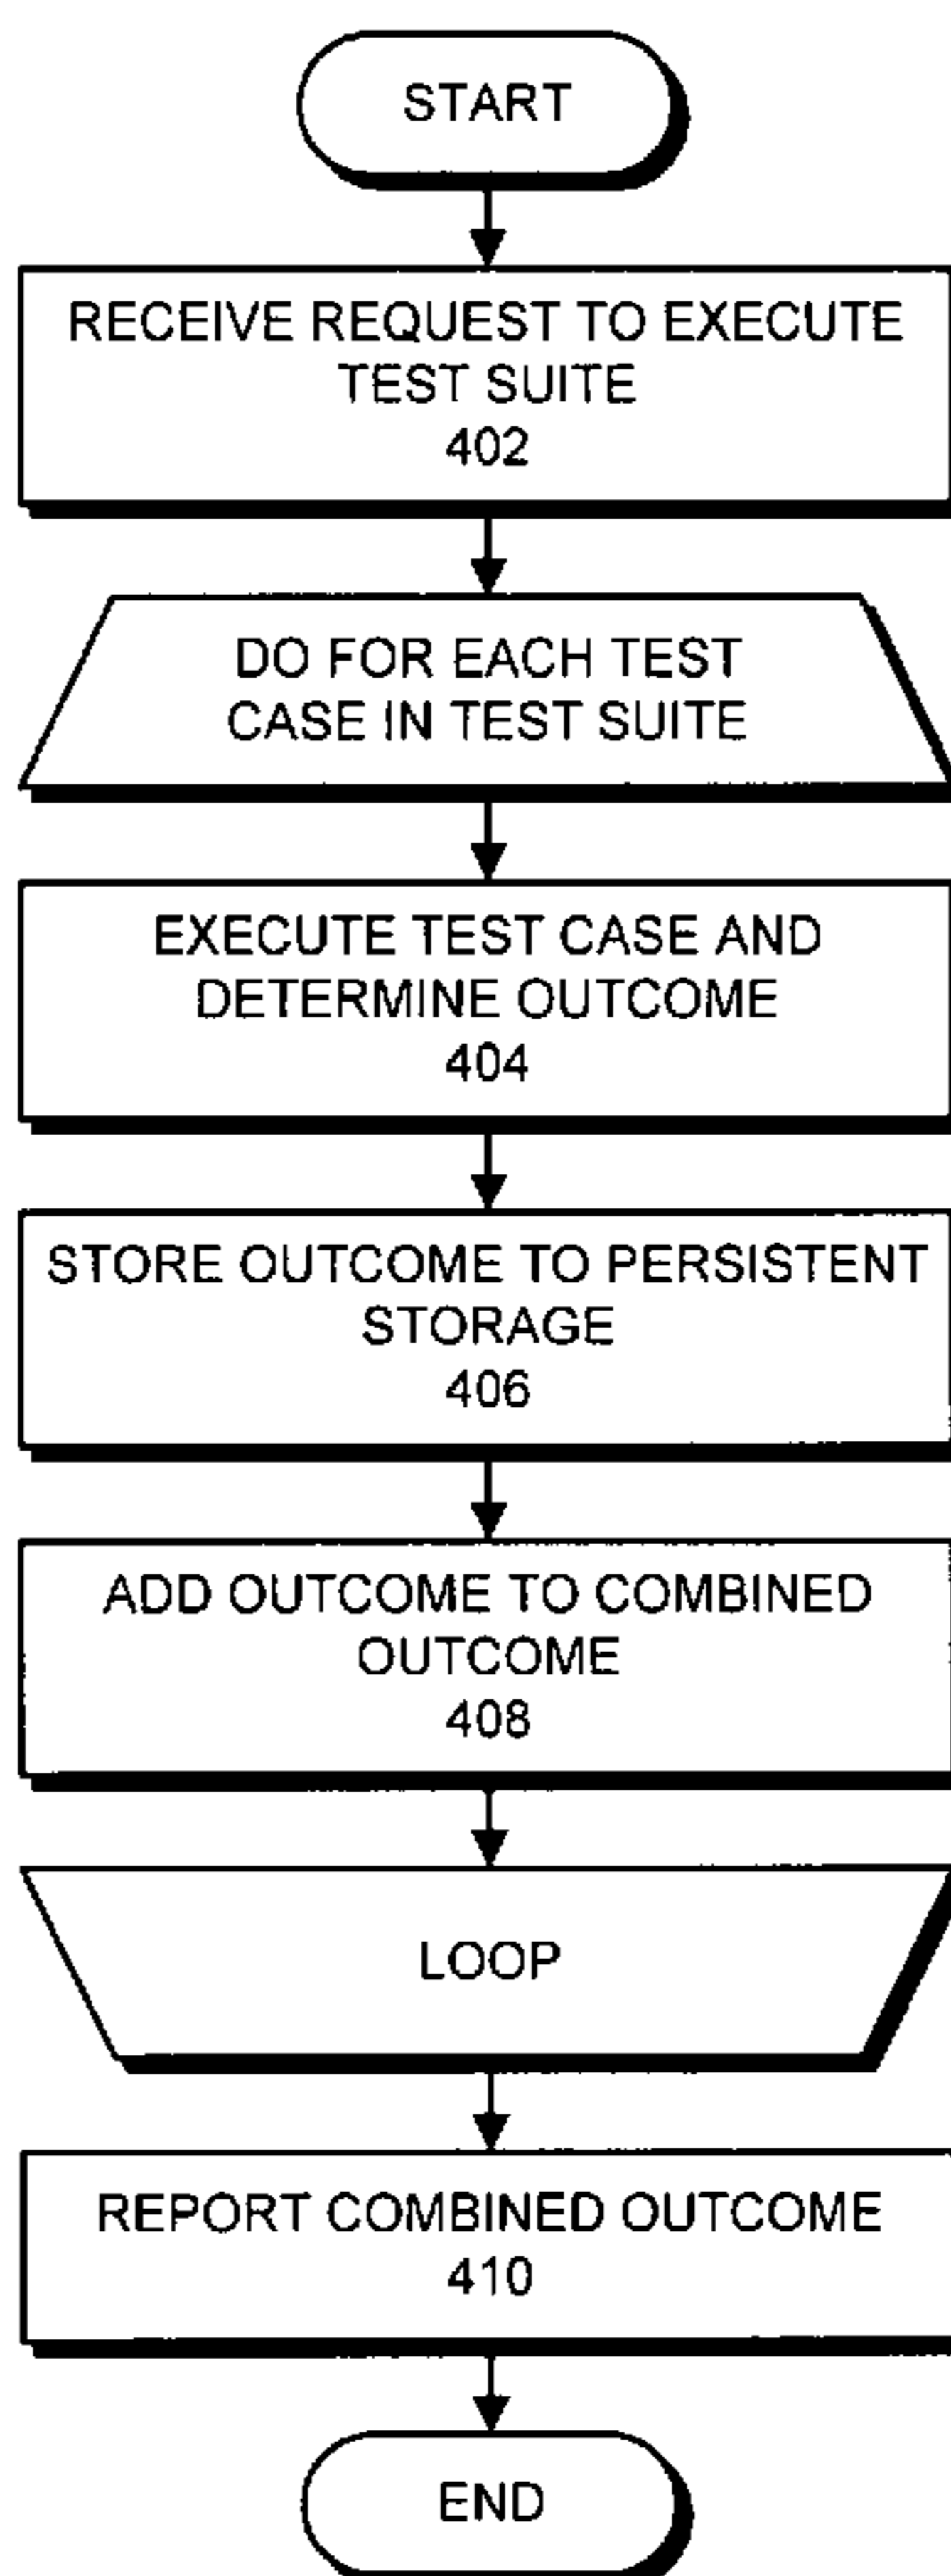 START
RECEIVE REQUEST TO EXECUTE
TEST SUITE
402
DO FOR EACH TEST
CASE IN TEST SUITE
EXECUTE TEST CASE AND
DETERMINE OUTCOME
404
STORE OUTCOME TO PERSISTENT
STORAGE
406
ADD OUTCOME TO COMBINED
OUTCOME
408
LOOP
REPORT COMBINED OUTCOME
410
END